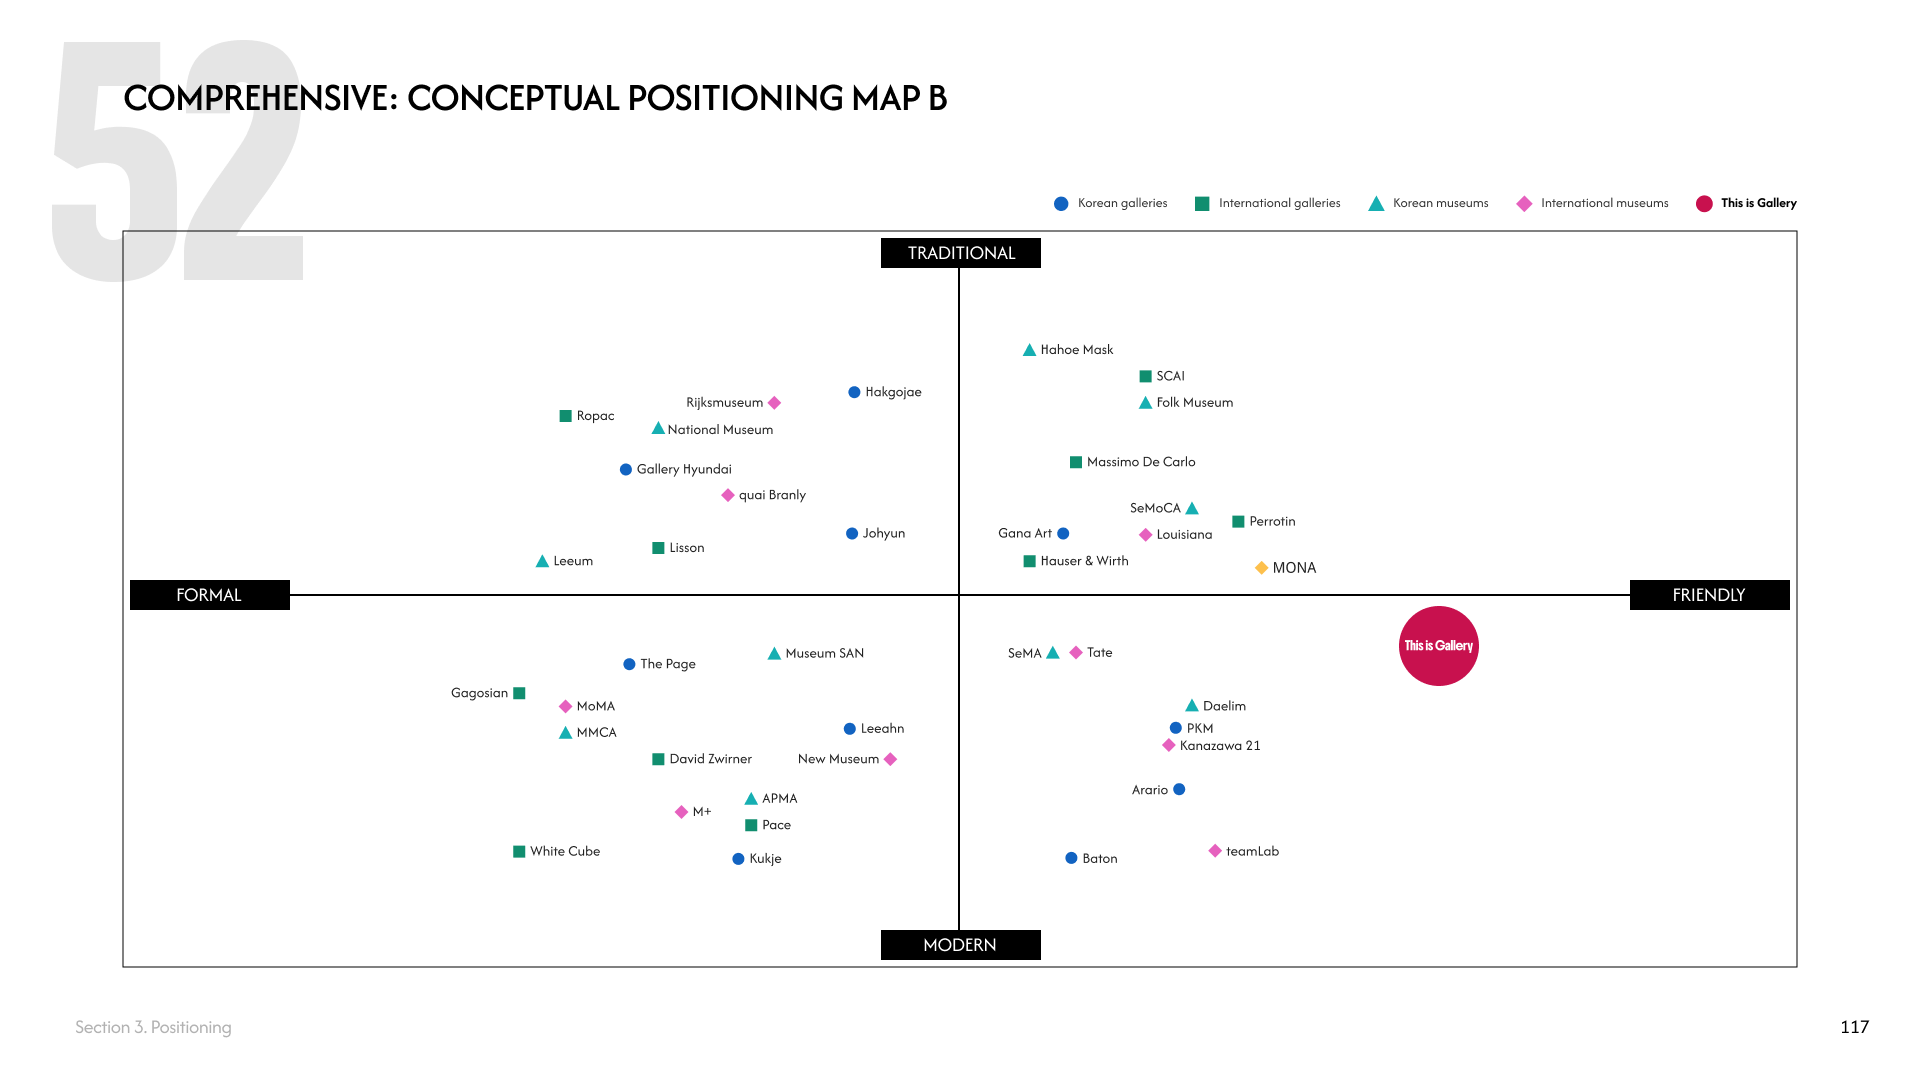 52
COMPREHENSIVE: CONCEPTUAL POSITIONING MAP B
Korean galleries
International galleries
Korean museums
International museums
This is Gallery
TRADITIONAL
Hahoe Mask
SCAI
Hakgojae
Rijksmuseum
Folk Museum
Ropac
National Museum
Massimo De Carlo
Gallery Hyundai
quai Branly
SeMoCA
Perrotin
Johyun
Gana Art
Louisiana
Lisson
Leeum
Hauser & Wirth
MONA
FORMAL
FRIENDLY
This is Gallery
Museum SAN
SeMA
Tate
The Page
Gagosian
MoMA
Daelim
MMCA
Leeahn
PKM
Kanazawa 21
David Zwirner
New Museum
Arario
APMA
M+
Pace
White Cube
Kukje
Baton
teamLab
MODERN
Section 3. Positioning
117